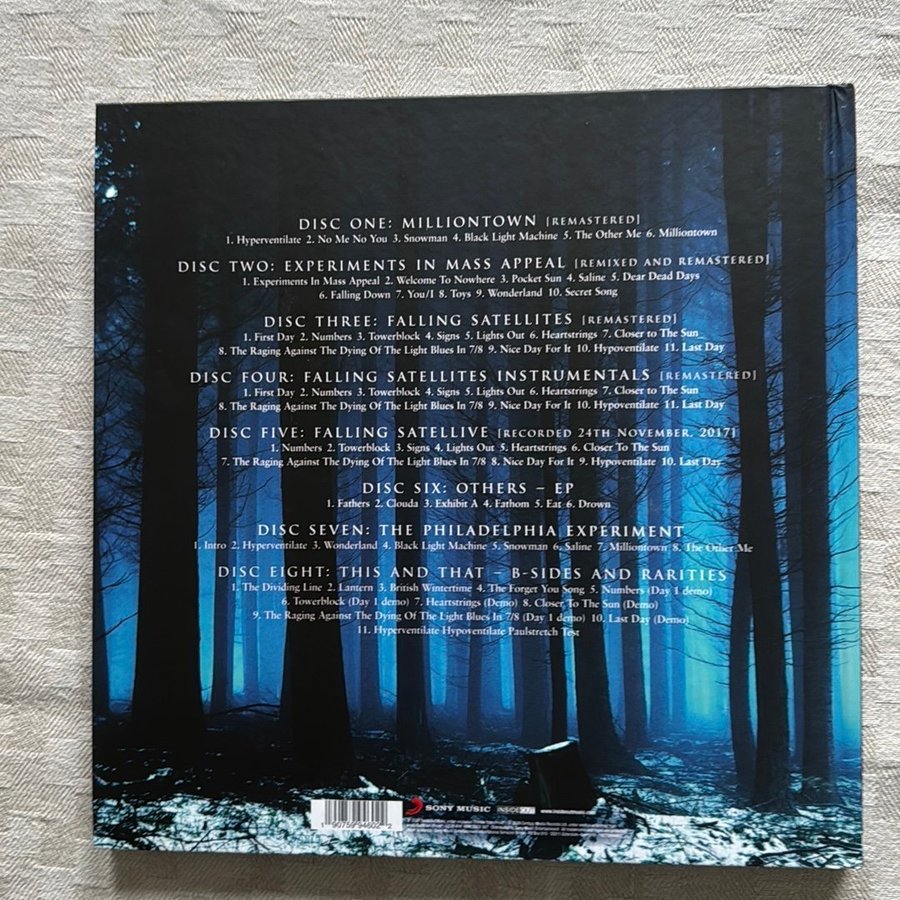 DISC ONE: MILLIONTOWN [REMASTERED]
1. Hyperventilate 2. No Me No You 3. Snowman 4. Black Light Machine 5. The Other Me 6. Milliontown
DISC TWO: EXPERIMENTS IN MASS APPEAL [REMIXED AND REMASTERED]
1. Experiments In Mass Appeal 2. Welcome To Nowhere 3. Pocket Sun 4. Saline 5. Dear Dead Days
6. Falling Down 7. You/I 8. Toys 9. Wonderland 10. Secret Song
DISC THREE: FALLING SATELLITES [REMASTERED]
1. First Day 2. Numbers 3. Towerblock 4. Signs 5. Lights Out 6. Heartstrings 7. Closer to The Sun
8. The Raging Against The Dying Of The Light Blues In 7/8 9. Nice Day For It 10. Hypoventilate 11. Last Day
DISC FOUR: FALLING SATELLITES INSTRUMENTALS [REMASTERED]
1. First Day 2. Numbers 3. Towerblock 4. Signs 5. Lights Out 6. Heartstrings 7. Closer to The Sun
8. The Raging Against The Dying Of The Light Blues In 7/8 9. Nice Day For It 10. Hypoventilate 11. Last Day
DISC FIVE: FALLING SATELLIVE [RECORDED 24TH NOVEMBER, 2017]
1. Numbers 2. Towerblock 3. Signs 4. Lights Out 5. Heartstrings 6. Closer To The Sun
7. The Raging Against The Dying Of The Light Blues In 7/8 8. Nice Day For It 9. Hypoventilate 10. Last Day
DISC SIX: OTHERS – EP
1. Fathers 2. Clouda 3. Exhibit A 4. Fathom 5. Eat 6. Drown
DISC SEVEN: THE PHILADELPHIA EXPERIMENT
1. Intro 2. Hyperventilate 3. Wonderland 4. Black Light Machine 5. Snowman 6. Saline 7. Milliontown 8. The Other Me
DISC EIGHT: THIS AND THAT – B-SIDES AND RARITIES
1. The Dividing Line 2. Lantern 3. British Wintertime 4. The Forget You Song 5. Numbers (Day 1 demo)
6. Towerblock (Day 1 demo) 7. Heartstrings (Demo) 8. Closer To The Sun (Demo)
9. The Raging Against The Dying Of The Light Blues In 7/8 (Day 1 demo) 10. Last Day (Demo)
11. Hyperventilate Hypoventilate Paulstretch Test
SONY MUSIC INSIDEOUT
1 90759 94602 2